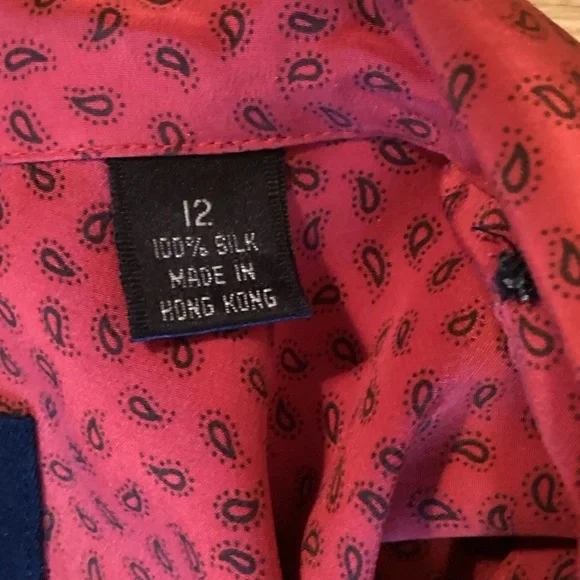 12
100% SILK
MADE IN
HONG KONG